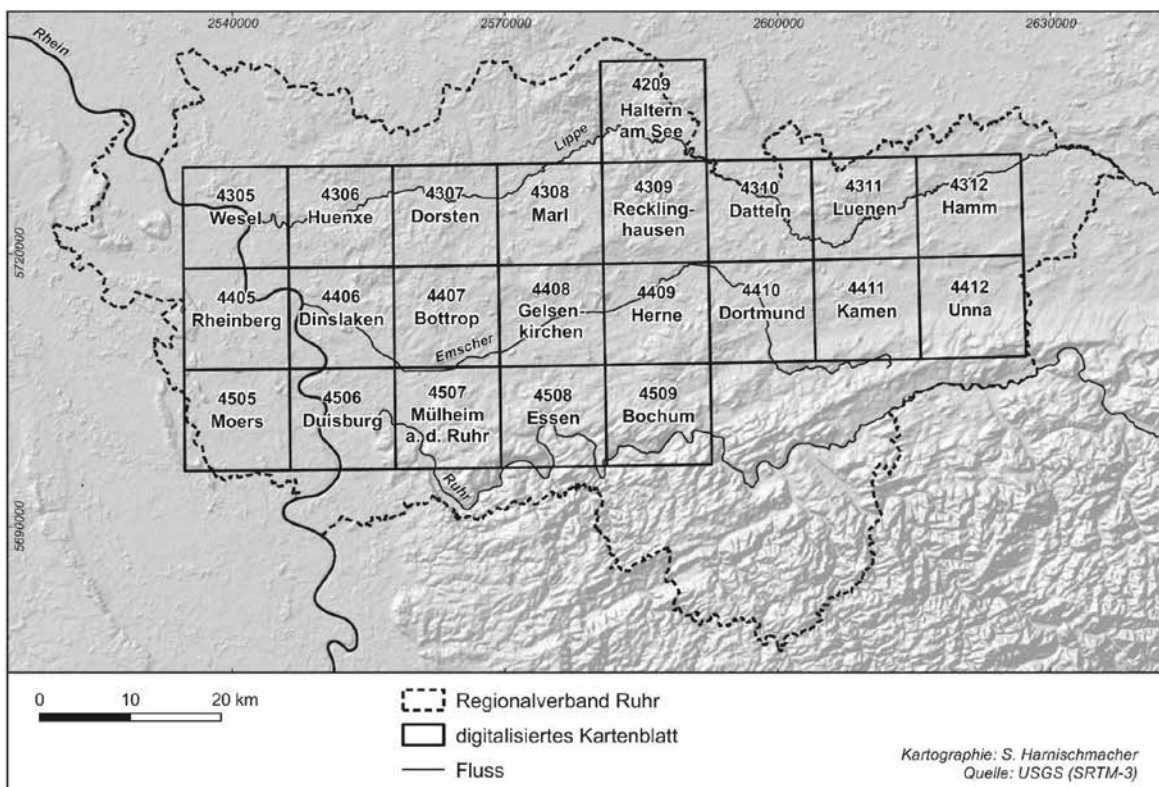 2540000
2570000
2600000
2630000
Rhein
4209
Haltern
am See
Lippe
4305
Wesel
4306
Huenxe
4307
Dorsten
4308
Marl
4309
Reckling-
hausen
4310
Datteln
4311
Luenen
4312
Hamm
5720000
4405
Rheinberg
4406
Dinslaken
4407
Bottrop
4408
Gelsen-
kirchen
4409
Herne
4410
Dortmund
4411
Kamen
4412
Unna
Emscher
4505
Moers
4506
Duisburg
4507
Mülheim
a.d. Ruhr
4508
Essen
4509
Bochum
Ruhr
5690000
0 10 20 km
Regionalverband Ruhr
digitalisiertes Kartenblatt
Fluss
Kartographie: S. Harnischmacher
Quelle: USGS (SRTM-3)